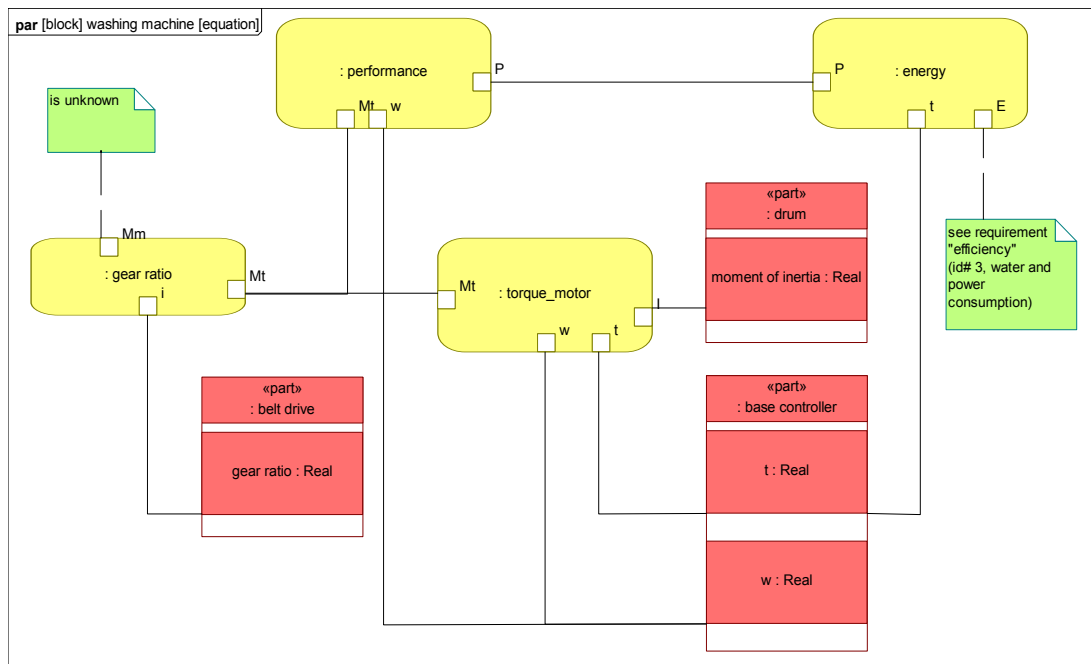 par [block] washing machine [equation]
: performance
P
Mt
w
P
: energy
t
E
is unknown
Mm
: gear ratio
Mt
i
Mt
: torque_motor
I
w
t
«part»
: drum
moment of inertia : Real
see requirement
"efficiency"
(id# 3, water and
power
consumption)
«part»
: belt drive
gear ratio : Real
«part»
: base controller
t : Real
w : Real